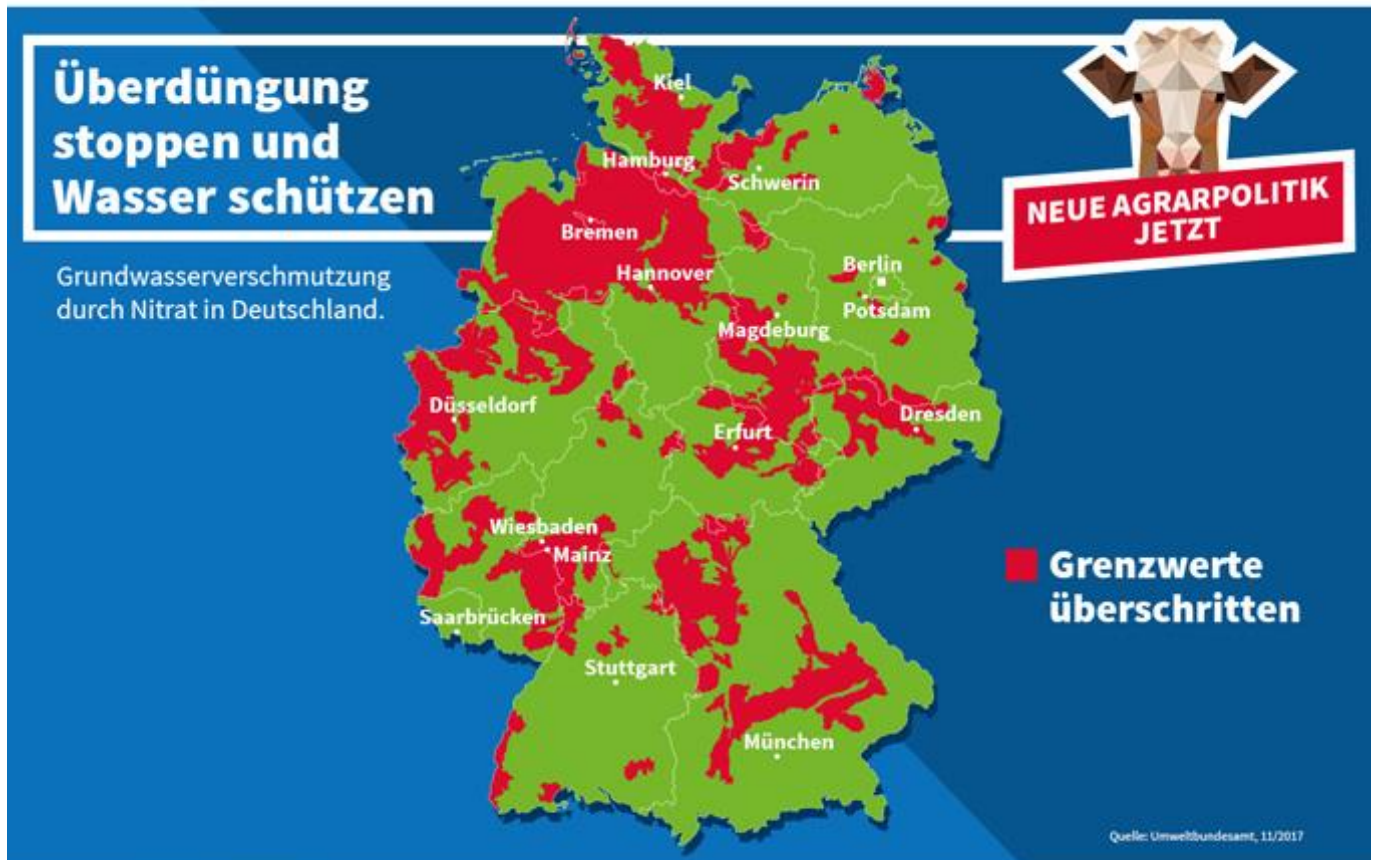 Überdüngung
stoppen und
Wasser schützen
Grundwasserverschmutzung
durch Nitrat in Deutschland.
NEUE AGRARPOLITIK
JETZT
Kiel
Hamburg
Schwerin
Bremen
Hannover
Berlin
Potsdam
Magdeburg
Düsseldorf
Erfurt
Dresden
Wiesbaden
Mainz
Saarbrücken
Stuttgart
München
Grenzwerte
überschritten
Quelle: Umweltbundesamt, 11/2017